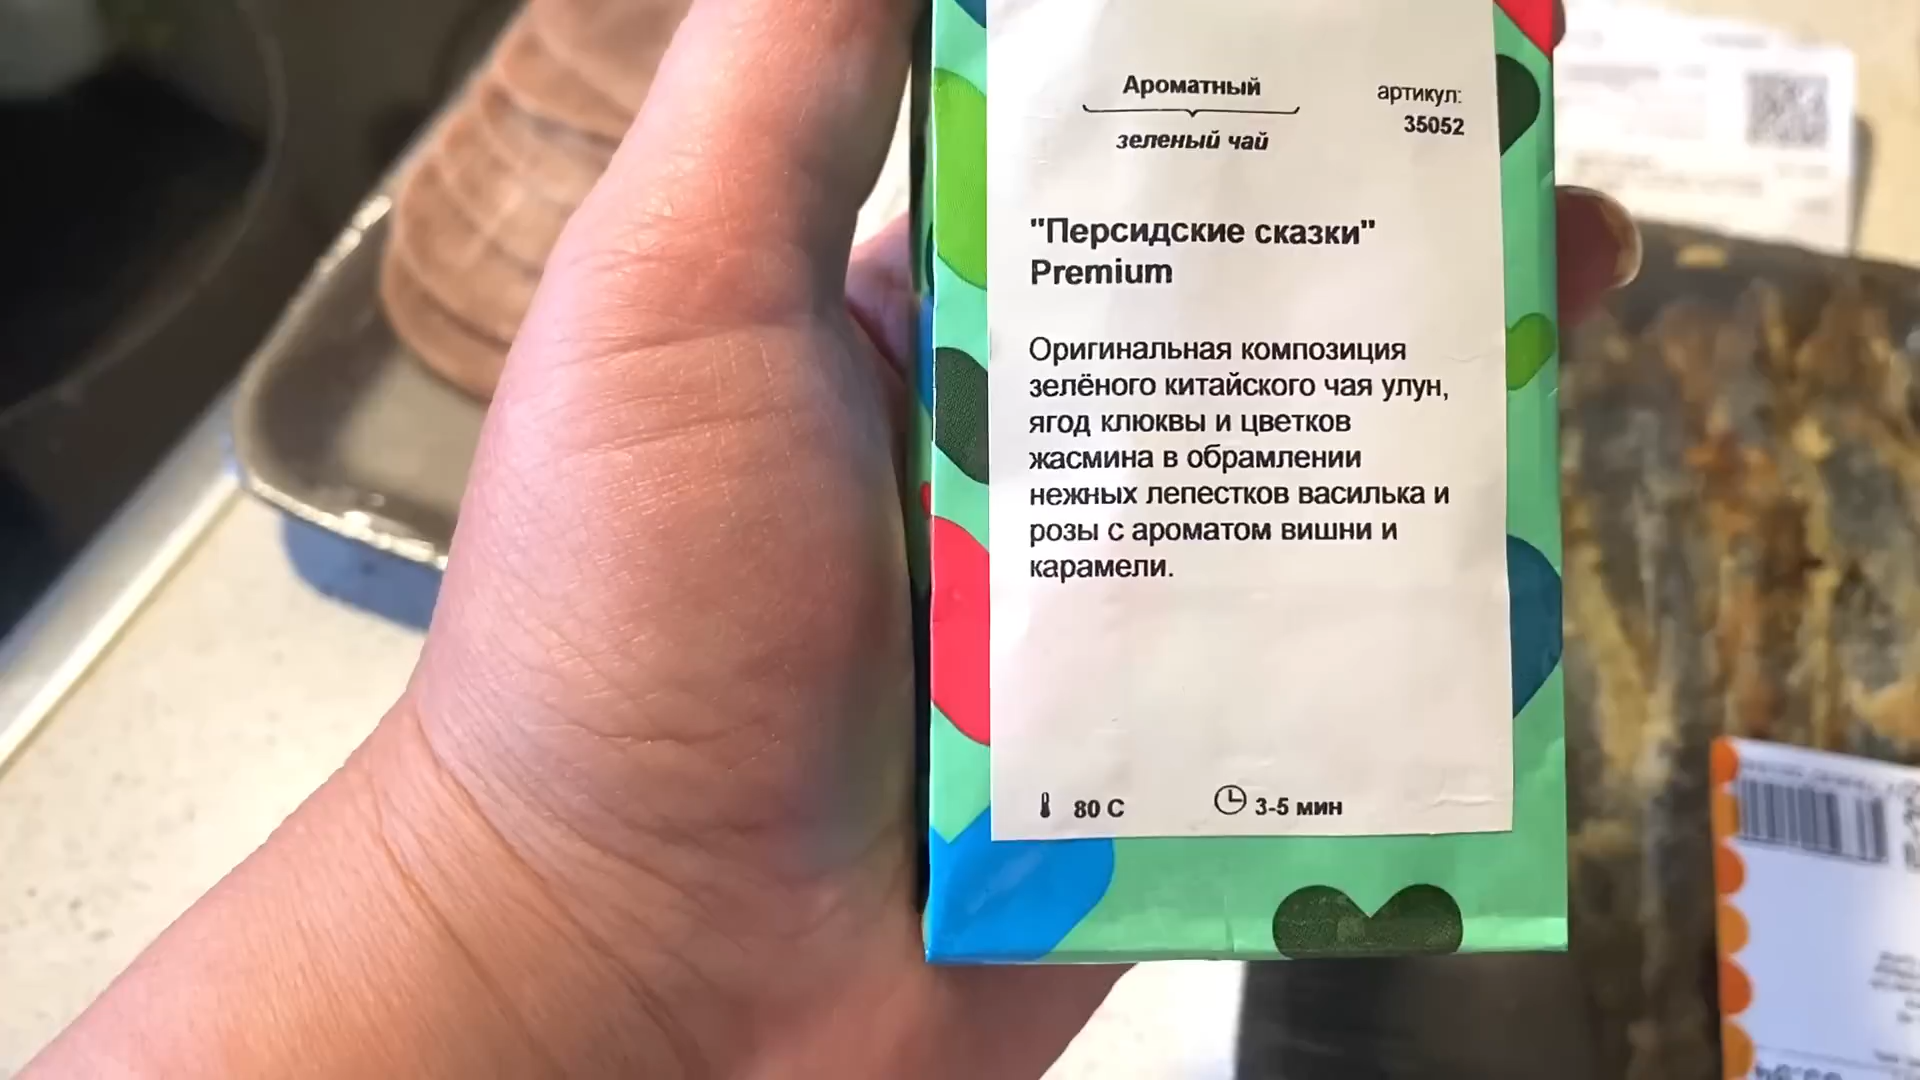 Ароматный
зеленый чай
артикул:
35052
"Персидские сказки"
Premium
Оригинальная композиция
зелёного китайского чая улун,
ягод клюквы и цветков
жасмина в обрамлении
нежных лепестков василька и
розы с ароматом вишни и
карамели.
80 С
3-5 мин